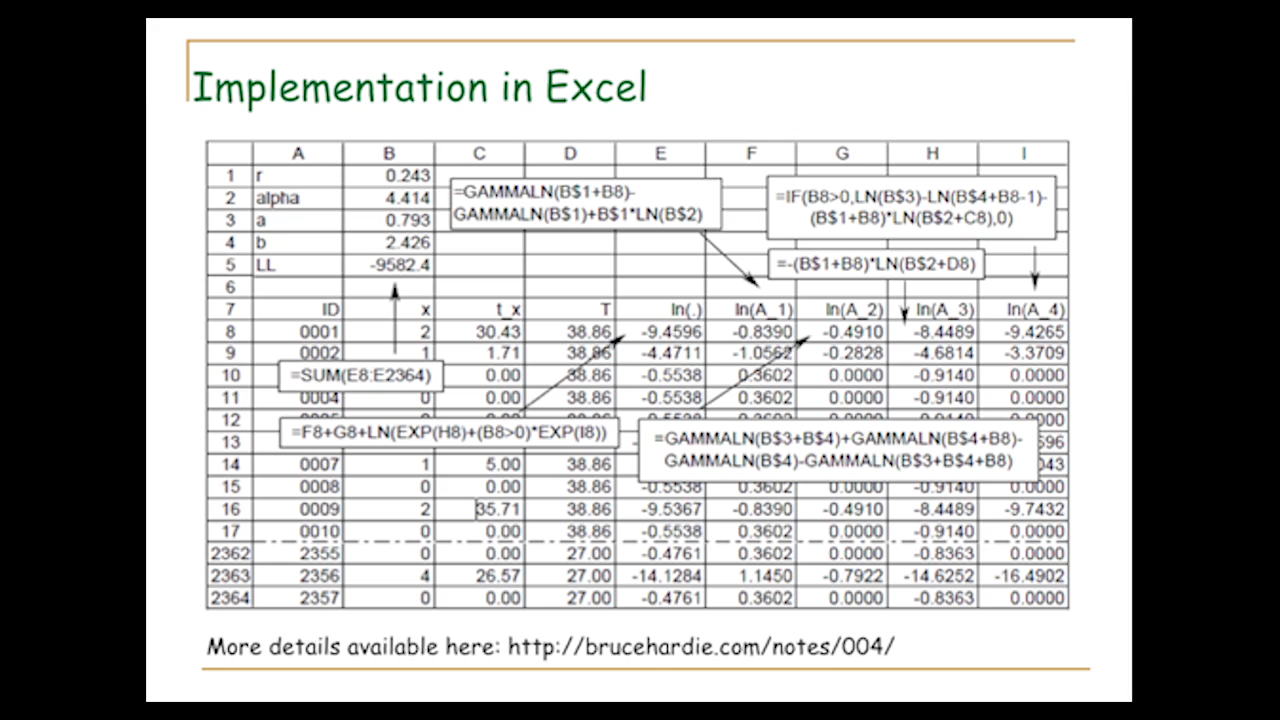 Implementation in Excel
A B C D E F G H I
1 r 0.243
=GAMMALN(B$1+B8)-
GAMMALN(B$1)+B$1*LN(B$2)
=IF(B8>0,LN(B$3)-LN(B$4+B8-1)-
(B$1+B8)*LN(B$2+C8),0)
2 alpha 4.414
3 a 0.793
4 b 2.426
5 LL -9582.4
=-(B$1+B8)*LN(B$2+D8)
6
7 ID x t_x T ln(.) ln(A_1) ln(A_2) ln(A_3) ln(A_4)
8 0001 2 30.43 38.86 -9.4596 -0.8390 -0.4910 -8.4489 -9.4265
9 0002 1 1.71 38.86 -4.4711 -1.0562 -0.2828 -4.6814 -3.3709
=SUM(E8:E2364)
10 0.00 38.86 -0.5538 0.3602 0.0000 -0.9140 0.0000
11 0004 0 0.00 38.86 -0.5538 0.3602 0.0000 -0.9140 0.0000
12
=F8+G8+LN(EXP(H8)+(B8>0)*EXP(I8))
=GAMMALN(B$3+B$4)+GAMMALN(B$4+B8)-
GAMMALN(B$4)-GAMMALN(B$3+B$4+B8)
13
14 0007 1 5.00 38.86
15 0008 0 0.00 38.86 -0.5538 0.3602 0.0000 -0.9140 0.0000
16 0009 2 35.71 38.86 -9.5367 -0.8390 -0.4910 -8.4489 -9.7432
17 0010 0 0.00 38.86 -0.5538 0.3602 0.0000 -0.9140 0.0000
2362 2355 0 0.00 27.00 -0.4761 0.3602 0.0000 -0.8363 0.0000
2363 2356 4 26.57 27.00 -14.1284 1.1450 -0.7922 -14.6252 -16.4902
2364 2357 0 0.00 27.00 -0.4761 0.3602 0.0000 -0.8363 0.0000
More details available here: http://brucehardie.com/notes/004/